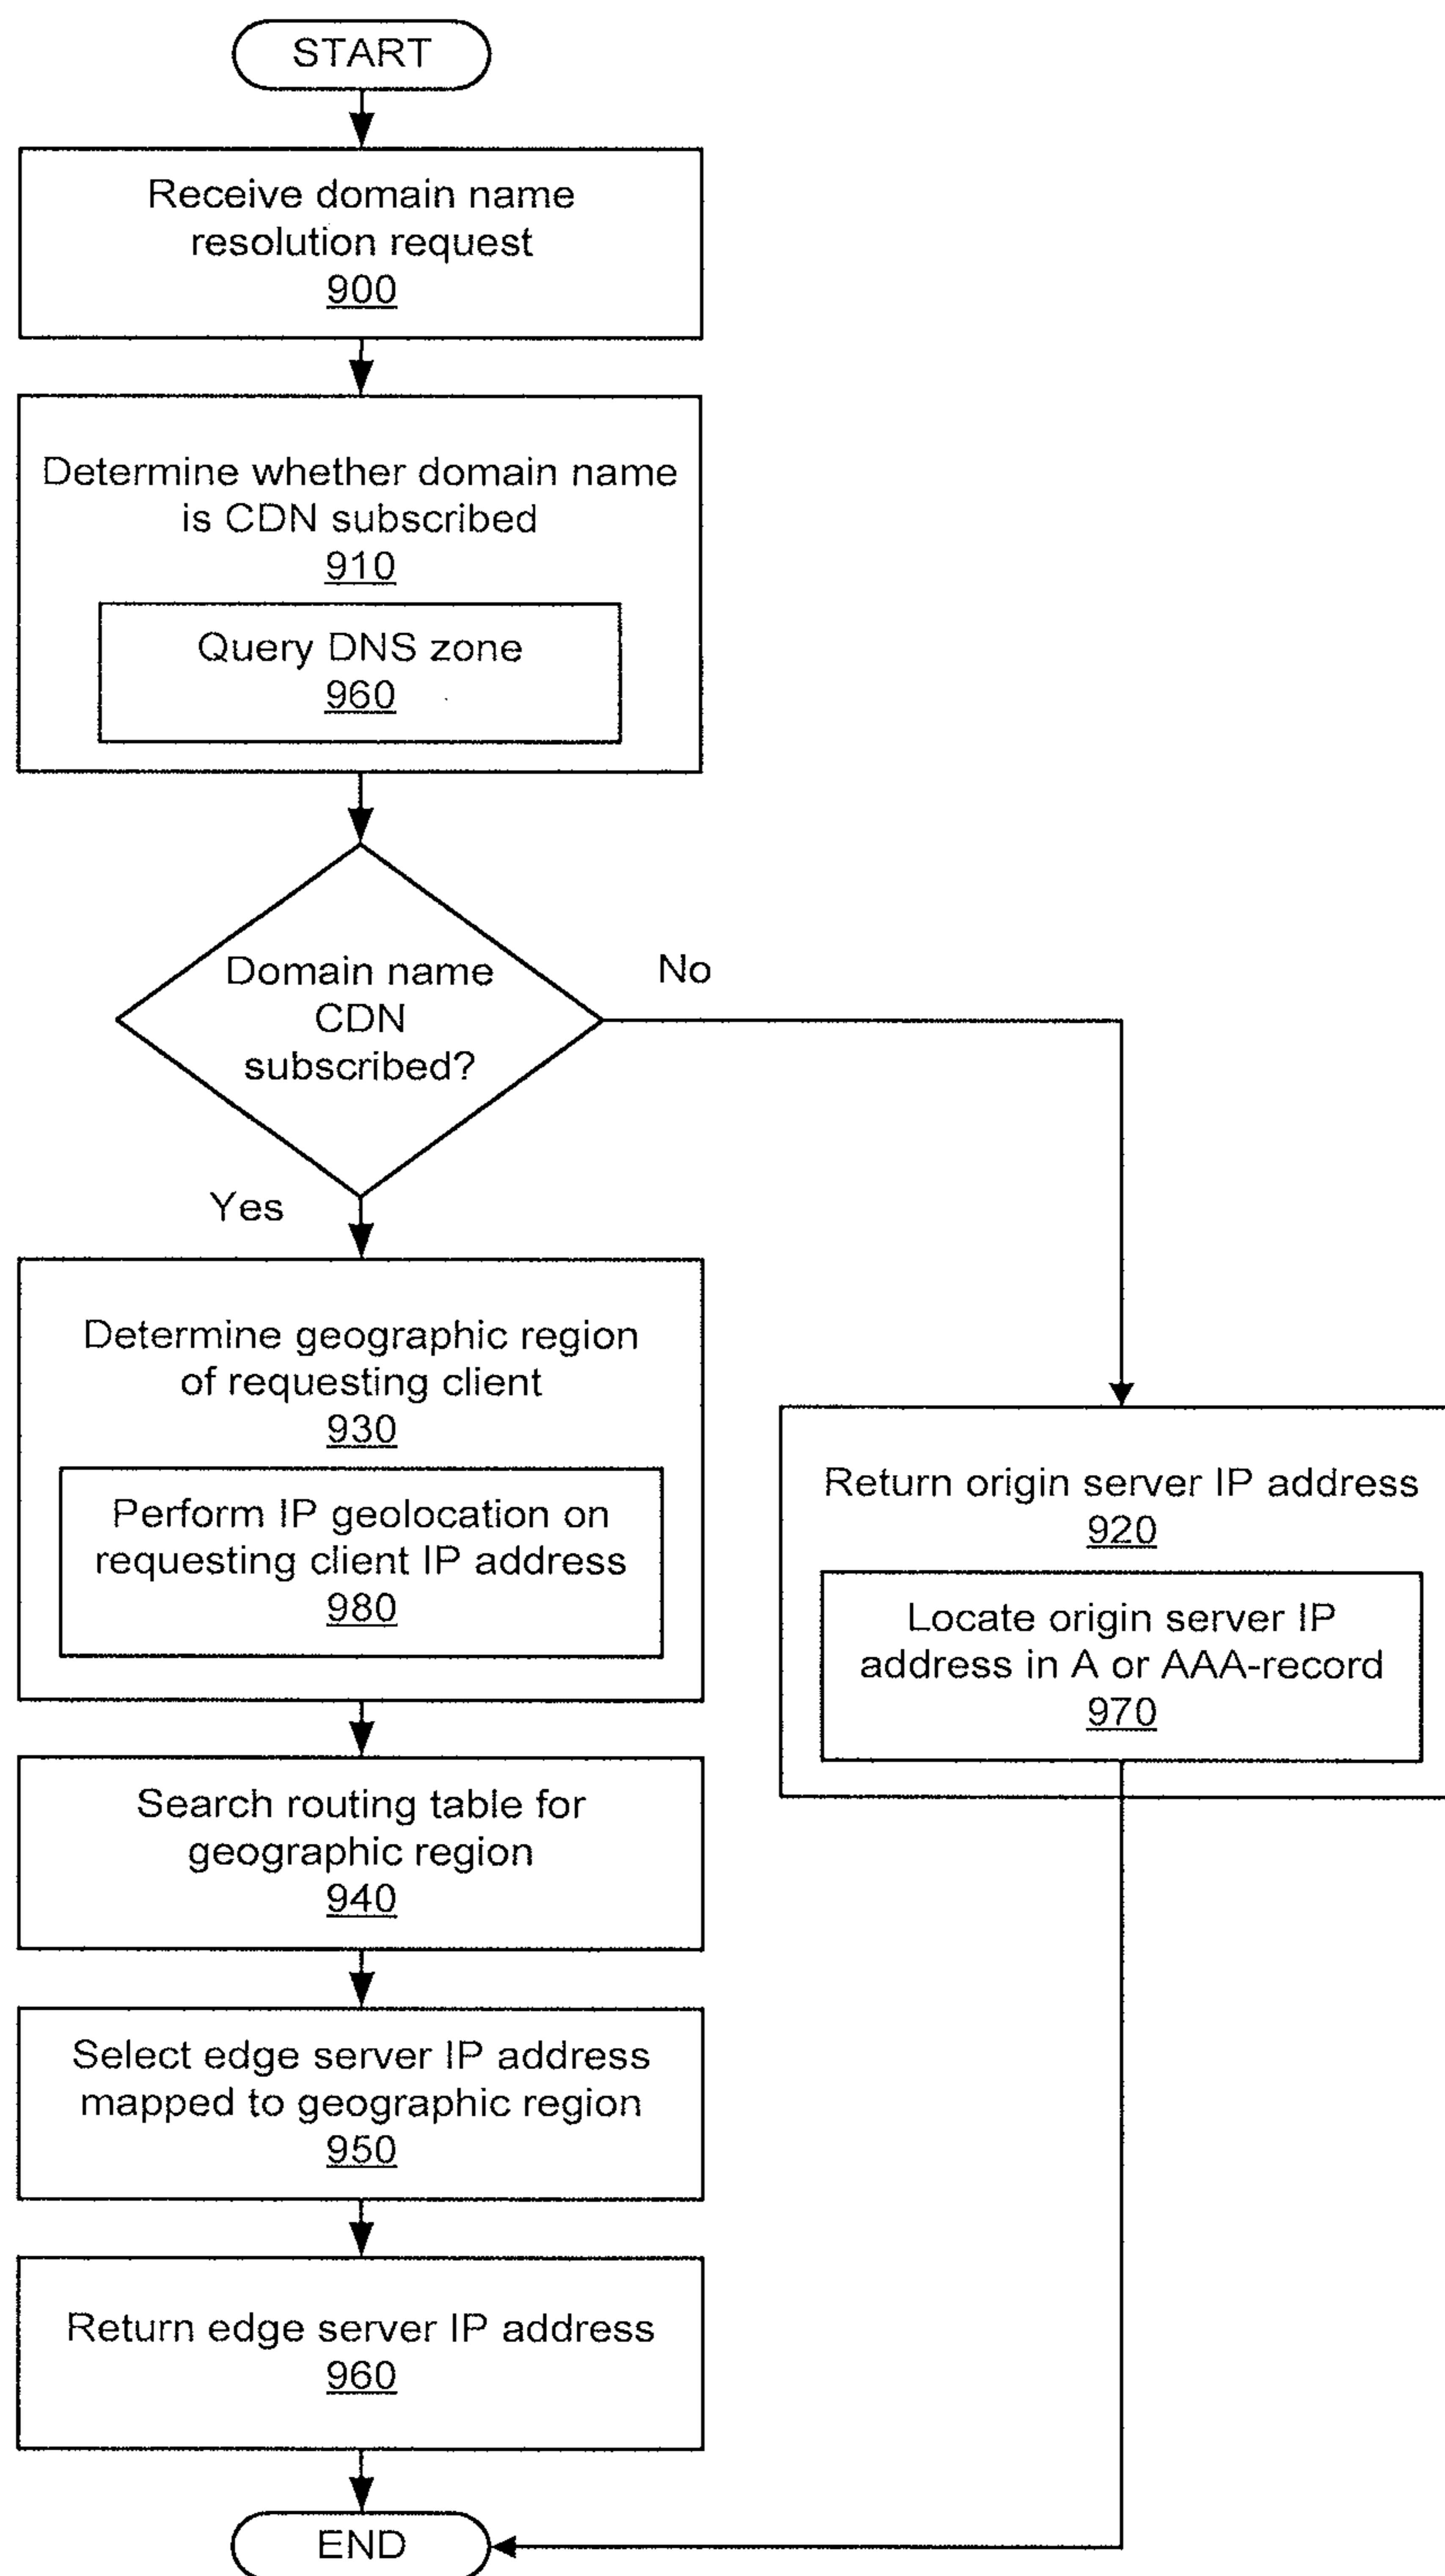 START
Receive domain name
resolution request
900
Determine whether domain name
is CDN subscribed
910
Query DNS zone
960
Domain name
CDN
subscribed?
No
Yes
Determine geographic region
of requesting client
930
Perform IP geolocation on
requesting client IP address
980
Return origin server IP address
920
Locate origin server IP
address in A or AAA-record
970
Search routing table for
geographic region
940
Select edge server IP address
mapped to geographic region
950
Return edge server IP address
960
END